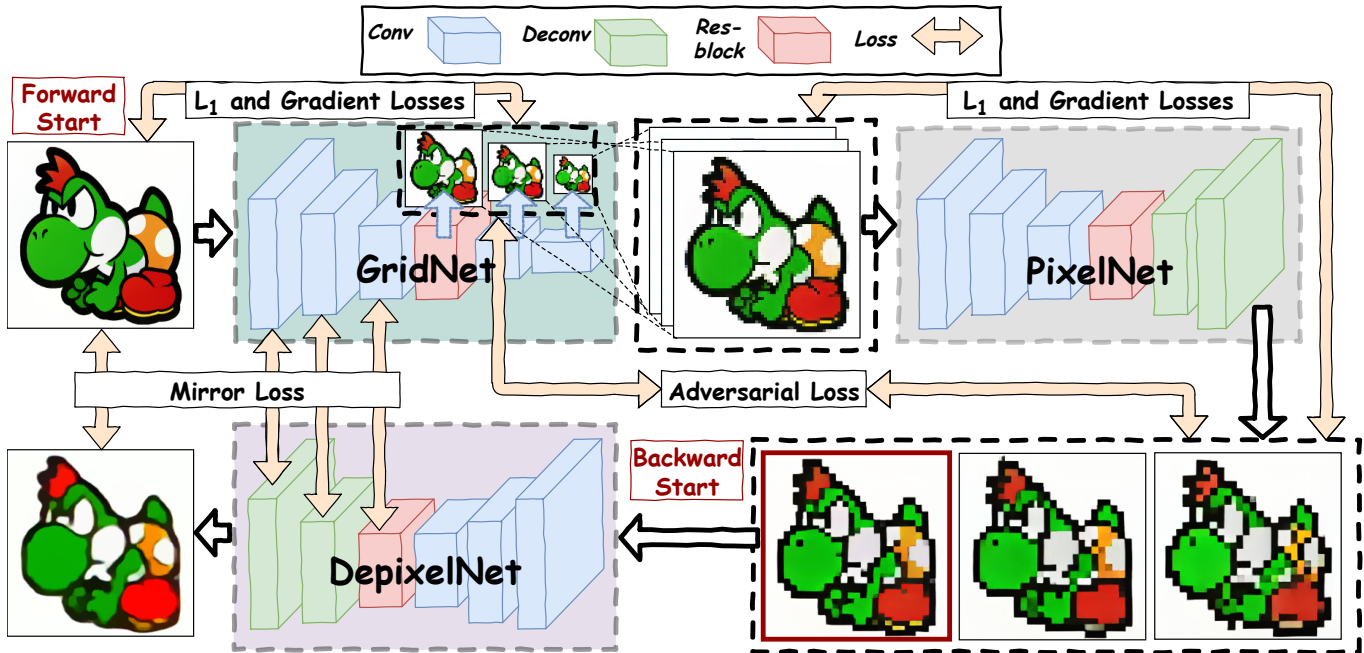 Conv
Deconv
Res-
block
Loss
Forward
Start
L1 and Gradient Losses
L1 and Gradient Losses
GridNet
PixelNet
Mirror Loss
Adversarial Loss
Backward
Start
DepixelNet